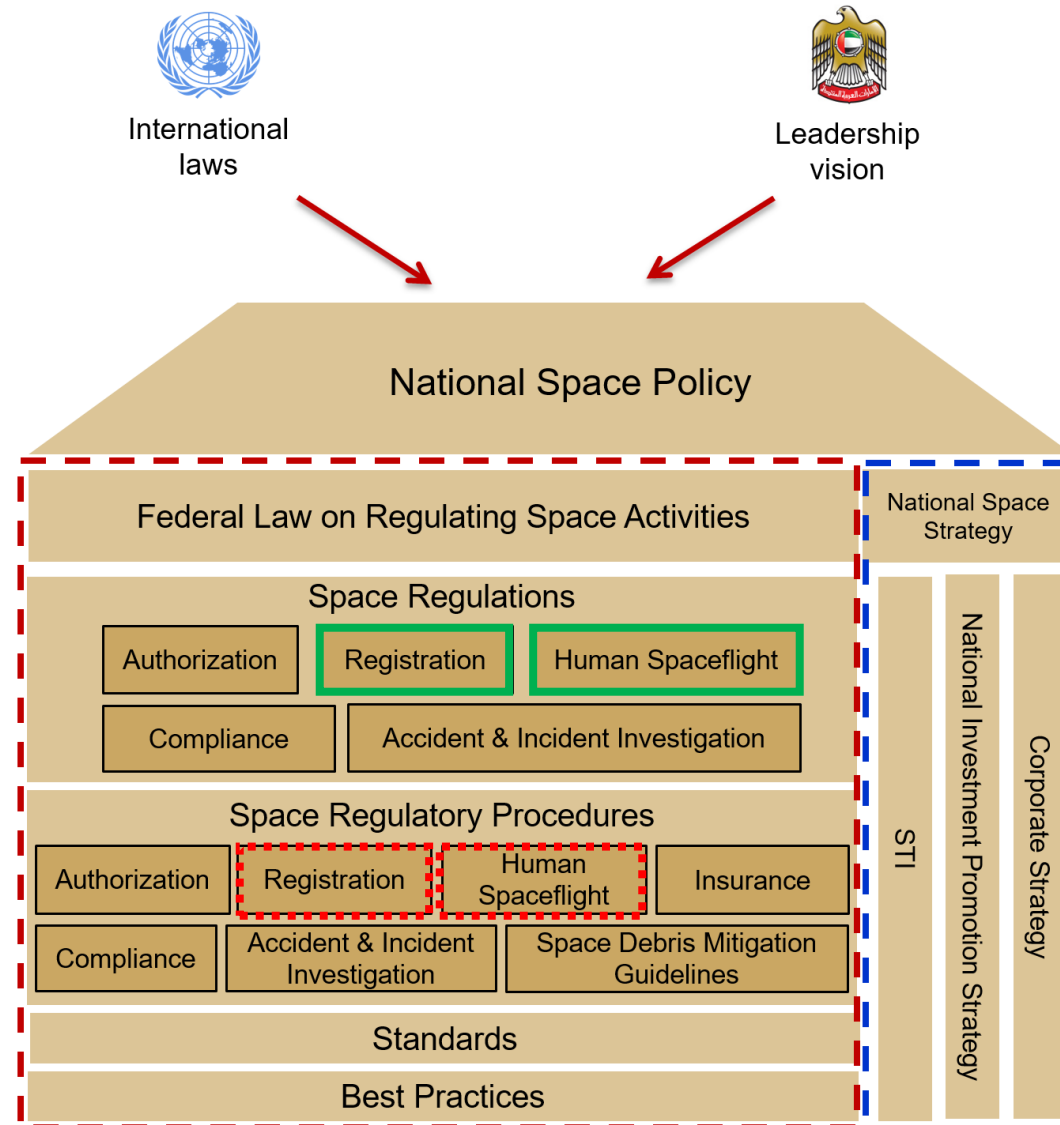 International
laws
Leadership
vision
National Space Policy
Federal Law on Regulating Space Activities
National Space
Strategy
Space Regulations
Authorization
Registration
Human Spaceflight
Compliance
Accident & Incident Investigation
Space Regulatory Procedures
Authorization
Registration
Human
Spaceflight
Insurance
Compliance
Accident & Incident
Investigation
Space Debris Mitigation
Guidelines
Standards
Best Practices
STI
National Investment Promotion Strategy
Corporate Strategy